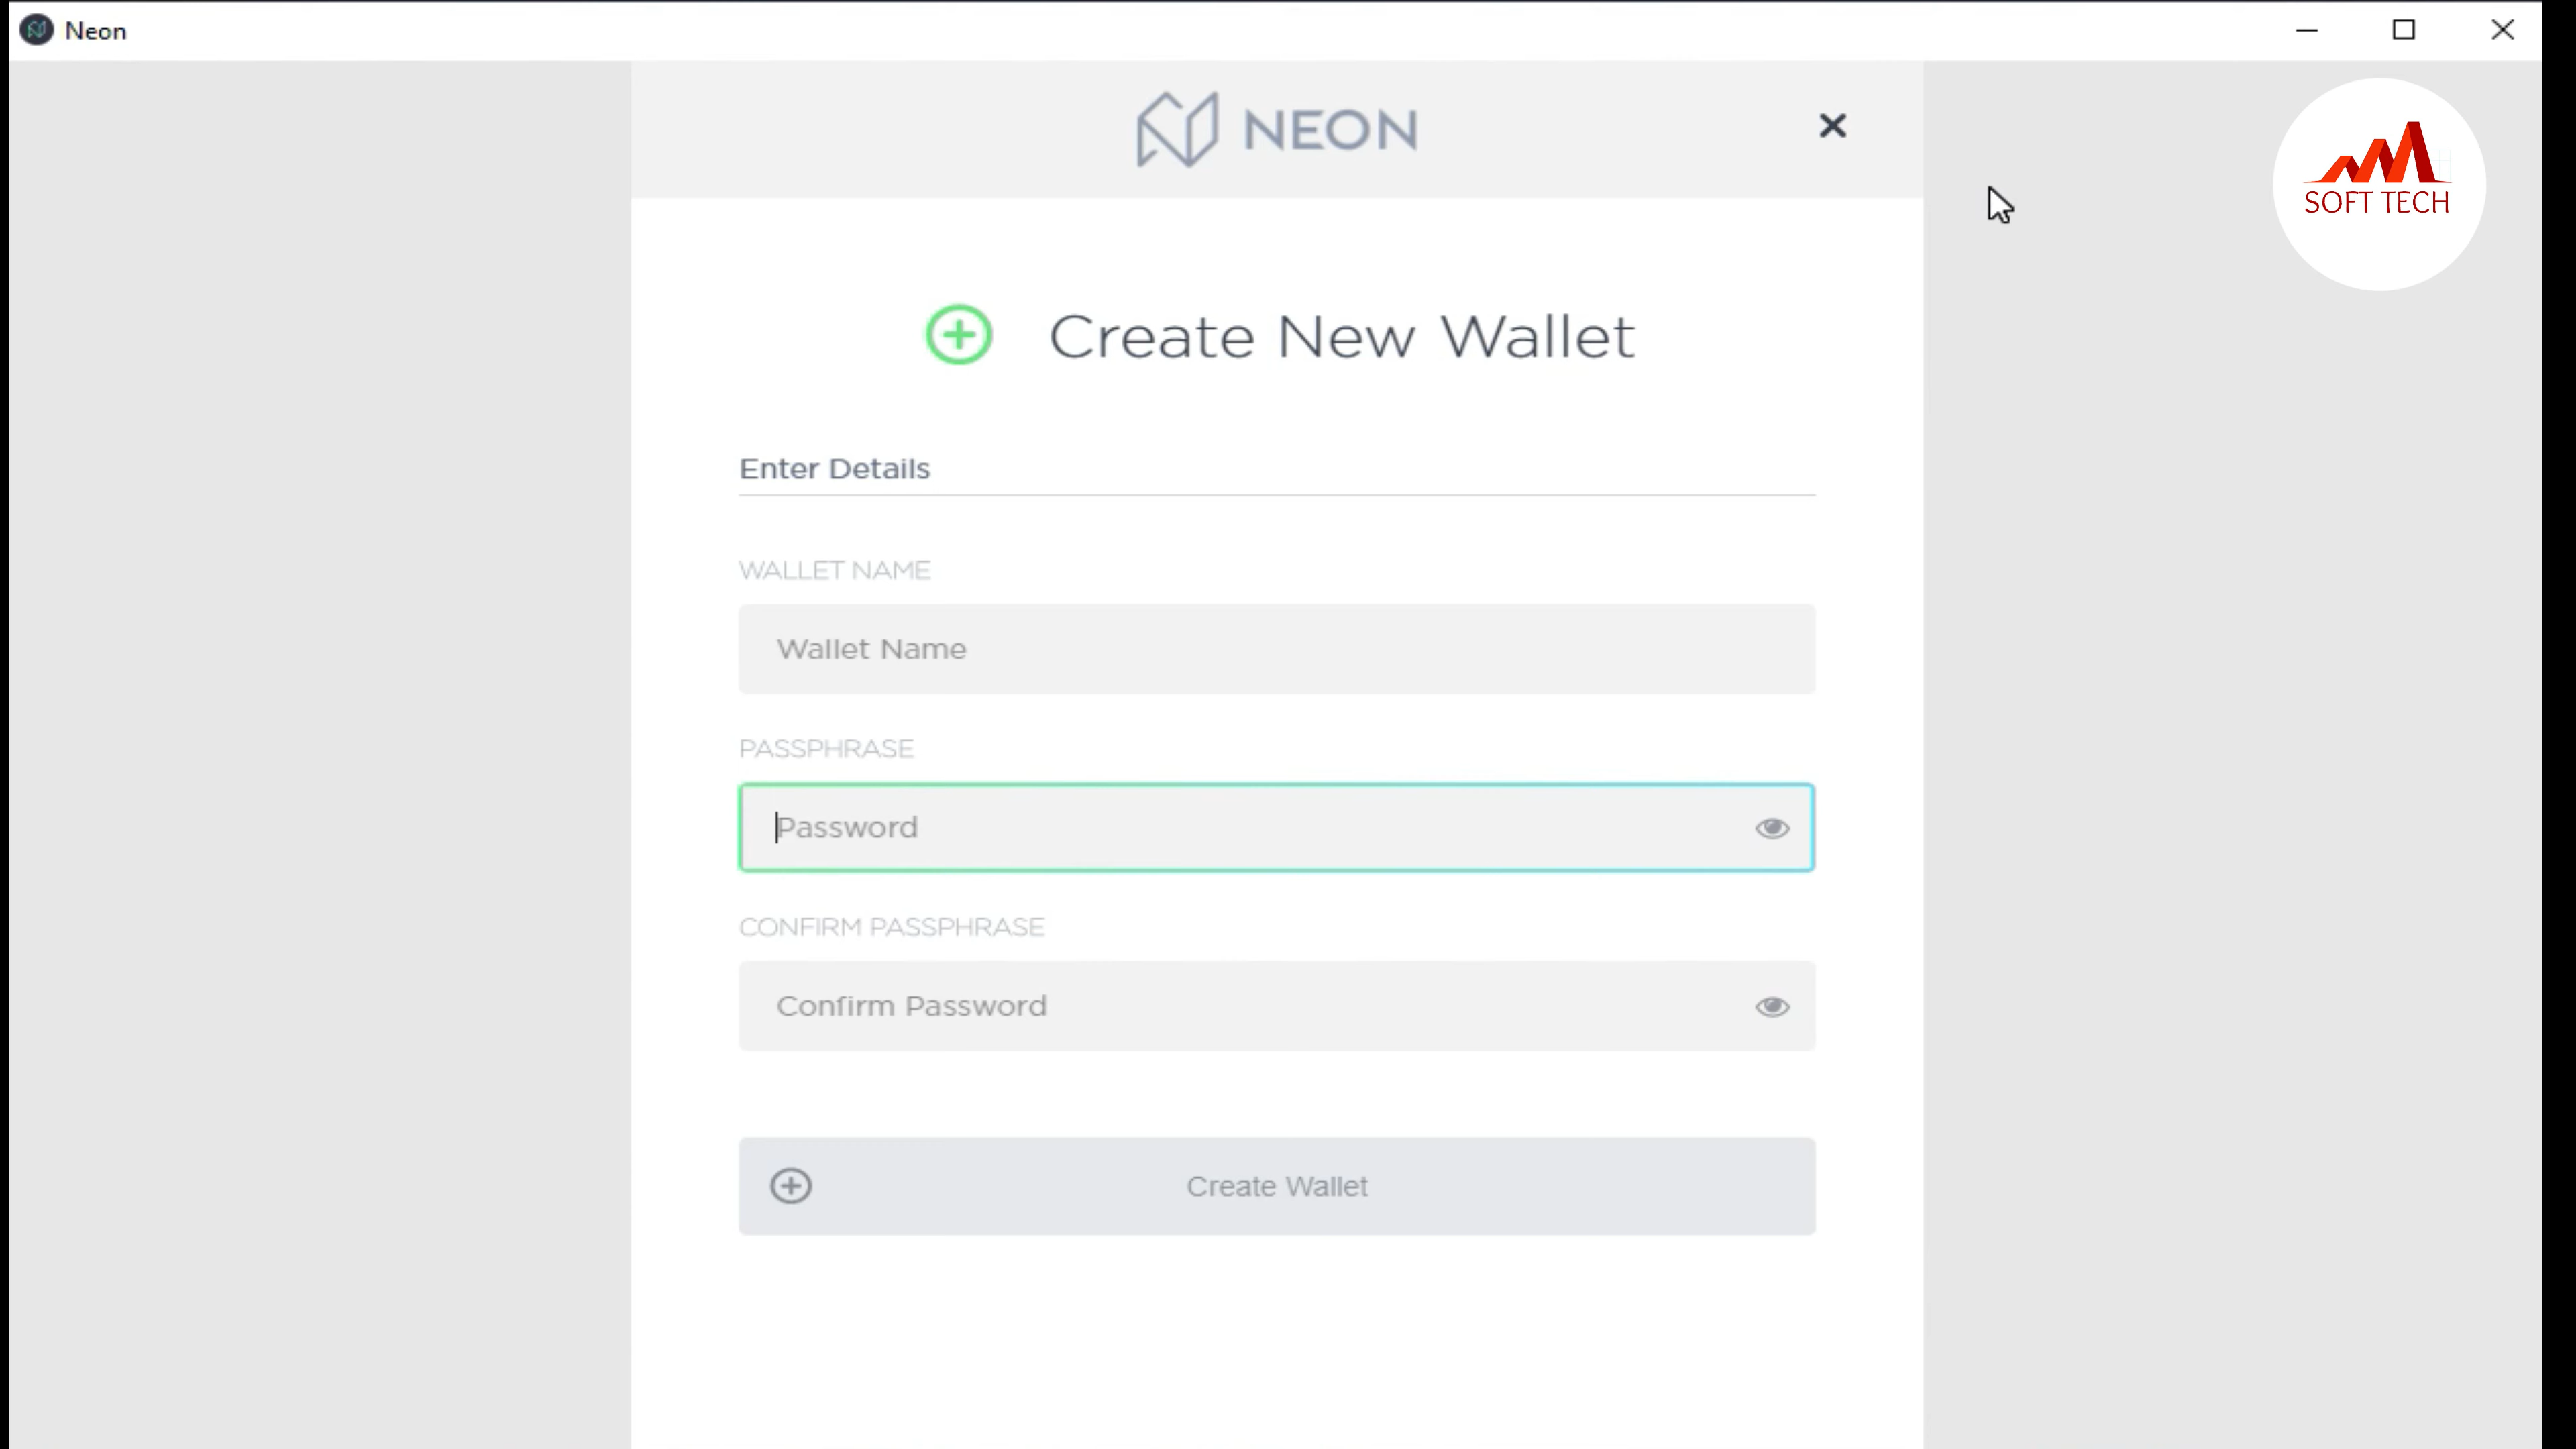 Neon
NEON
SOFT TECH
Create New Wallet
Enter Details
WALLET NAME
Wallet Name
PASSPHRASE
Password
CONFIRM PASSPHRASE
Confirm Password
Create Wallet